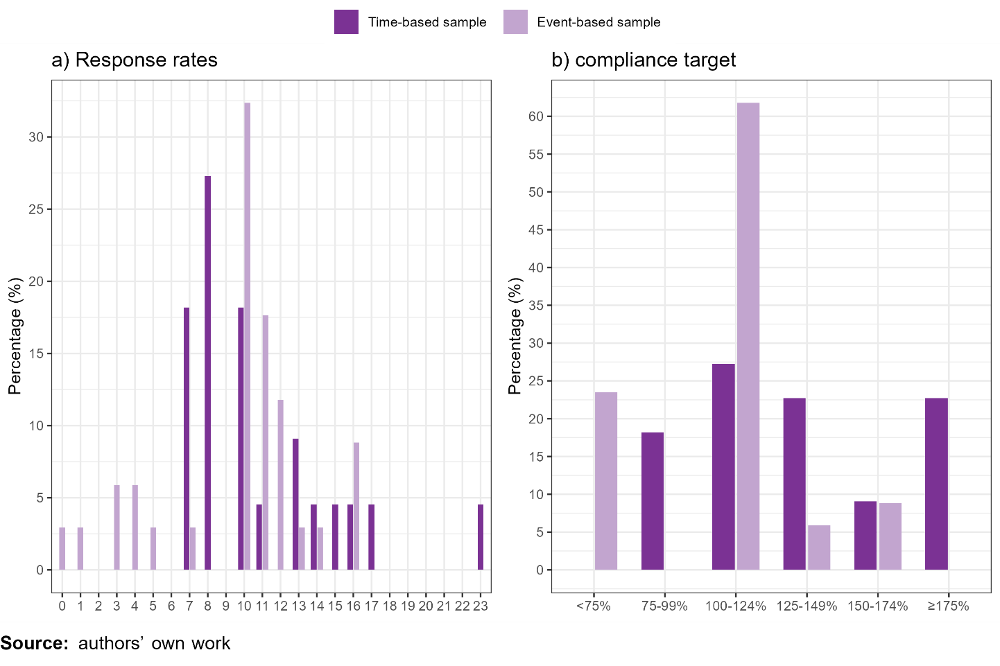 Time-based sample Event-based sample
a) Response rates
b) compliance target
Percentage (%)
30
25
20
15
10
5
0
0 1 2 3 4 5 6 7 8 9 10 11 12 13 14 15 16 17 18 19 20 21 22 23
Percentage (%)
60
55
50
45
40
35
30
25
20
15
10
5
0
<75% 75-99% 100-124% 125-149% 150-174% ≥175%
Source: authors’ own work